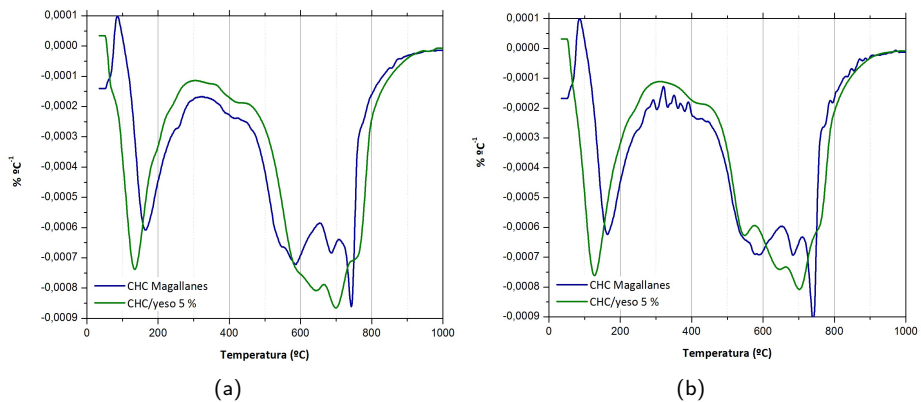 0,0001
0,0000
-0,0001
-0,0002
-0,0003
-0,0004
-0,0005
-0,0006
-0,0007
-0,0008
-0,0009
% ºC⁻¹
CHC Magallanes
CHC/yeso 5 %
0 200 400 600 800 1000
Temperatura (ºC)
(a)
0,0001
0,0000
-0,0001
-0,0002
-0,0003
-0,0004
-0,0005
-0,0006
-0,0007
-0,0008
-0,0009
% ºC⁻¹
CHC Magallanes
CHC/yeso 5 %
0 200 400 600 800 1000
Temperatura (ºC)
(b)